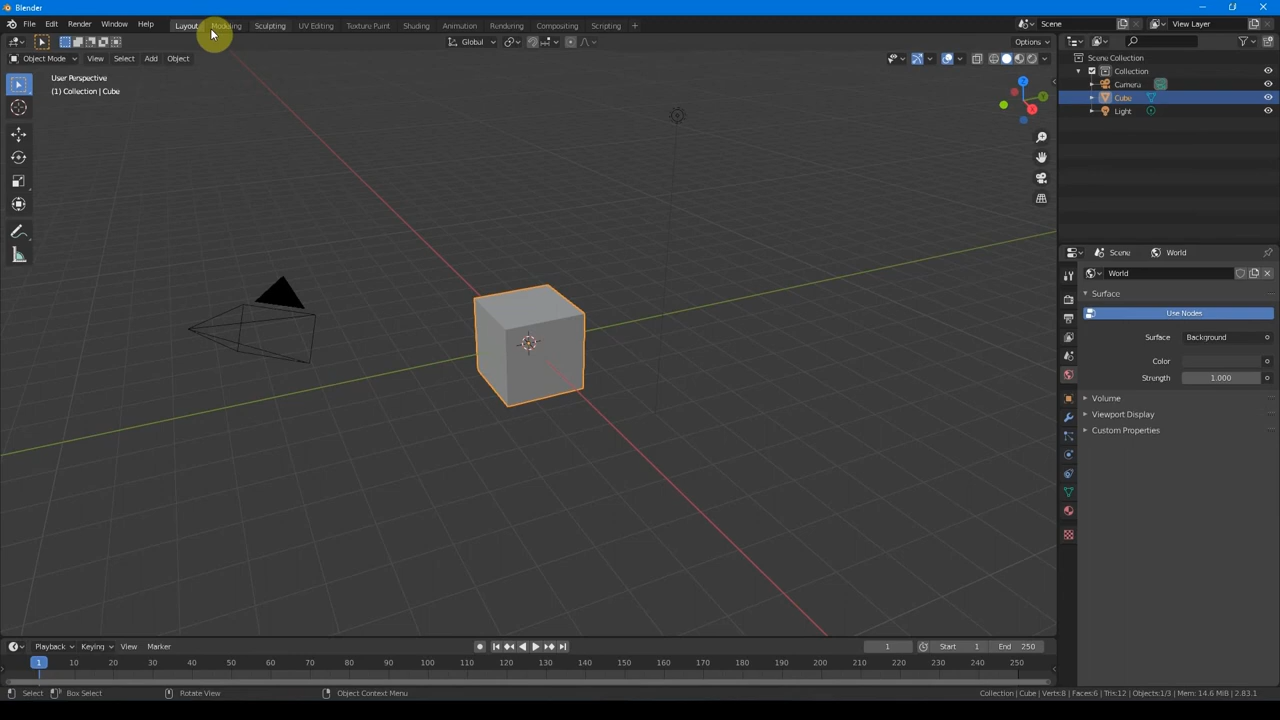 Blender
File Edit Render Window Help Layout Modeling Sculpting UV Editing Texture Paint Shading Animation Rendering Compositing Scripting + Scene View Layer
Global Options
Object Mode View Select Add Object
User Perspective
(1) Collection | Cube
Z
Y
X
Scene Collection
Collection
Camera
Cube
Light
Scene World
World
Surface
Use Nodes
Surface Background
Color
Strength 1.000
Volume
Viewport Display
Custom Properties
Playback Keying View Marker 1 Start 1 End 250
1 10 20 30 40 50 60 70 80 90 100 110 120 130 140 150 160 170 180 190 200 210 220 230 240 250
Select Box Select Rotate View Object Context Menu Collection | Cube | Verts:8 | Faces:6 | Tris:12 | Objects:1/3 | Mem: 14.6 MiB | 2.83.1